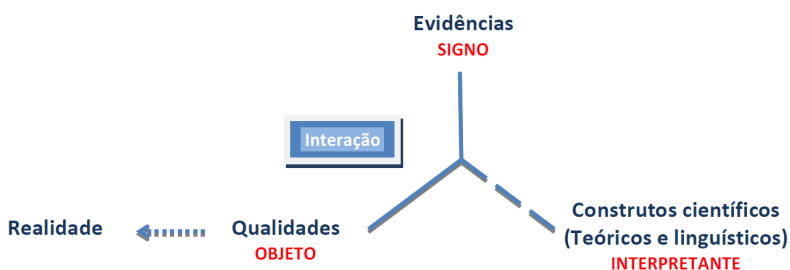 Evidências
SIGNO
Interação
Realidade
Qualidades
OBJETO
Construtos científicos
(Teóricos e linguísticos)
INTERPRETANTE